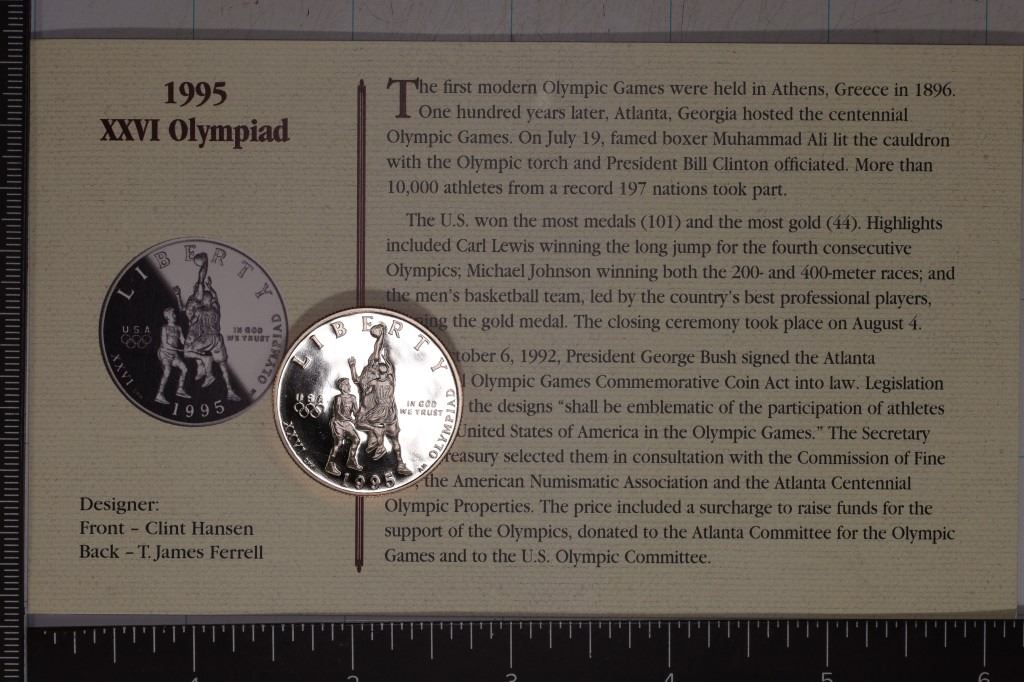 1995
XXVI Olympiad
The first modern Olympic Games were held in Athens, Greece in 1896.
One hundred years later, Atlanta, Georgia hosted the centennial
Olympic Games. On July 19, famed boxer Muhammad Ali lit the cauldron
with the Olympic torch and President Bill Clinton officiated. More than
10,000 athletes from a record 197 nations took part.
The U.S. won the most medals (101) and the most gold (44). Highlights
included Carl Lewis winning the long jump for the fourth consecutive
Olympics; Michael Johnson winning both the 200- and 400-meter races; and
the men's basketball team, led by the country's best professional players,
the gold medal. The closing ceremony took place on August 4.
6, 1992, President George Bush signed the Atlanta
Olympic Games Commemorative Coin Act into law. Legislation
the designs “shall be emblematic of the participation of athletes
United States of America in the Olympic Games.” The Secretary
selected them in consultation with the Commission of Fine
the American Numismatic Association and the Atlanta Centennial
Olympic Properties. The price included a surcharge to raise funds for the
support of the Olympics, donated to the Atlanta Committee for the Olympic
Games and to the U.S. Olympic Committee.
LIBERTY
USA
IN GOD
WE TRUST
XXVI
OLYMPIAD
1995
LIBERTY
USA
IN GOD
WE TRUST
XXVI
OLYMPIAD
1995
Designer:
Front – Clint Hansen
Back – T. James Ferrell
1 2 3 4 5 6